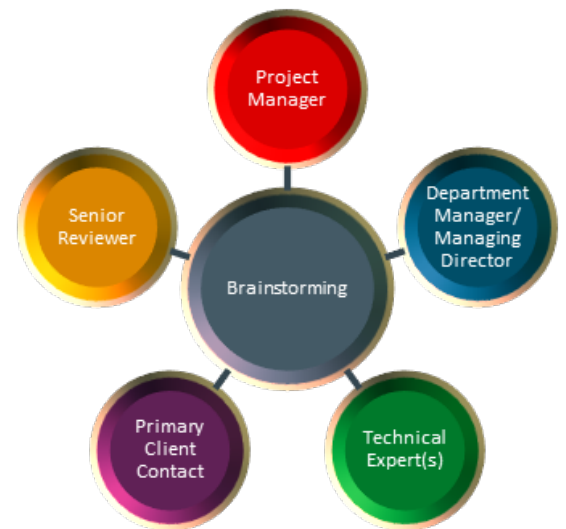 Project
Manager
Department
Manager/
Managing
Director
Senior
Reviewer
Brainstorming
Primary
Client
Contact
Technical
Expert(s)